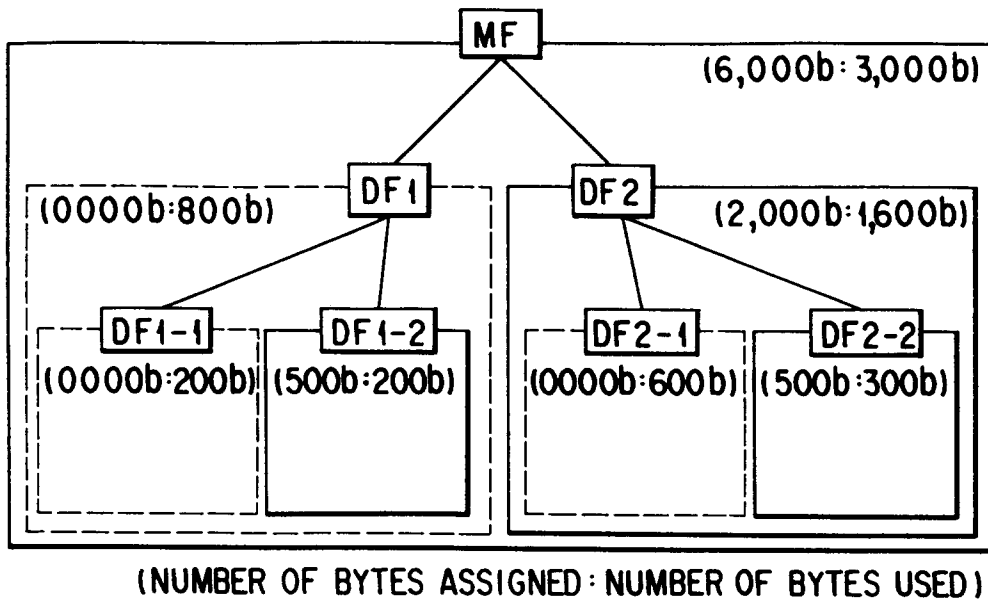 MF
(6,000b:3,000b)
DF1
DF2
(0000b:800b)
(2,000b:1,600b)
DF1-1
DF1-2
DF2-1
DF2-2
(0000b:200b)
(500b:200b)
(0000b:600b)
(500b:300b)
(NUMBER OF BYTES ASSIGNED:NUMBER OF BYTES USED)